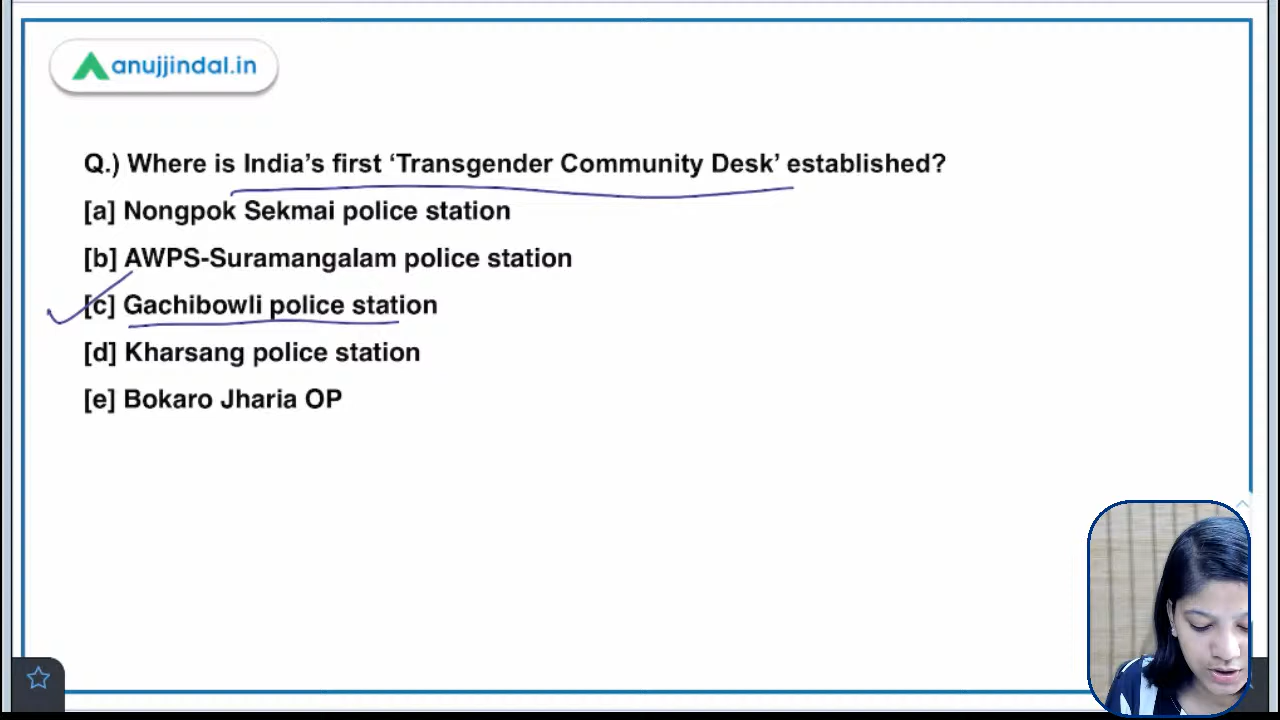 anujjindal.in
Q.) Where is India’s first ‘Transgender Community Desk’ established?
[a] Nongpok Sekmai police station
[b] AWPS-Suramangalam police station
[c] Gachibowli police station
[d] Kharsang police station
[e] Bokaro Jharia OP